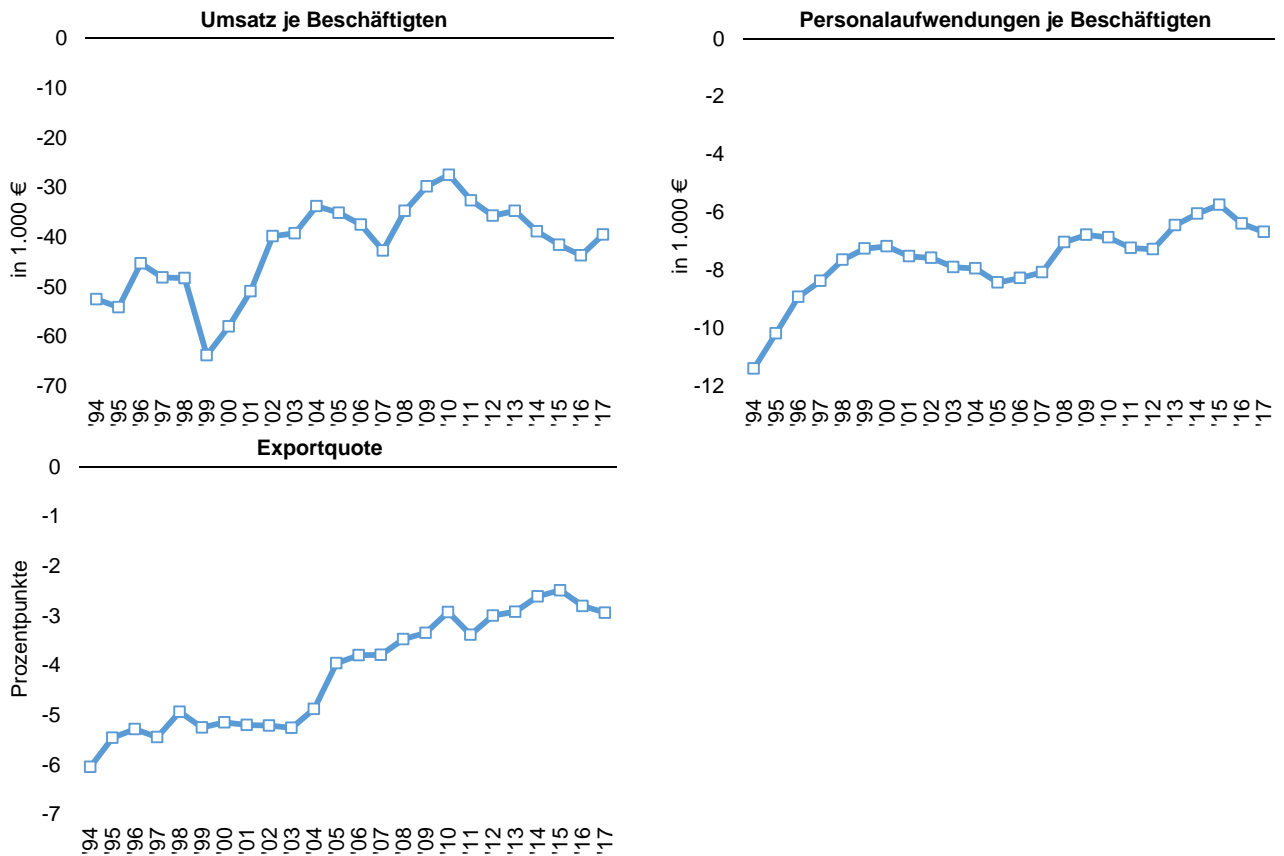 Umsatz je Beschäftigten
0
-10
-20
-30
-40
-50
-60
-70
in 1.000 €
'94 '95 '96 '97 '98 '99 '00 '01 '02 '03 '04 '05 '06 '07 '08 '09 '10 '11 '12 '13 '14 '15 '16 '17
Personalaufwendungen je Beschäftigten
0
-2
-4
-6
-8
-10
-12
in 1.000 €
'94 '95 '96 '97 '98 '99 '00 '01 '02 '03 '04 '05 '06 '07 '08 '09 '10 '11 '12 '13 '14 '15 '16 '17
Exportquote
0
-1
-2
-3
-4
-5
-6
-7
Prozentpunkte
'94 '95 '96 '97 '98 '99 '00 '01 '02 '03 '04 '05 '06 '07 '08 '09 '10 '11 '12 '13 '14 '15 '16 '17